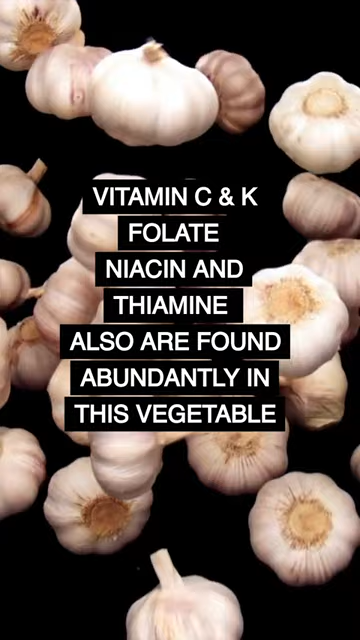 VITAMIN C & K
FOLATE
NIACIN AND
THIAMINE
ALSO ARE FOUND
ABUNDANTLY IN
THIS VEGETABLE